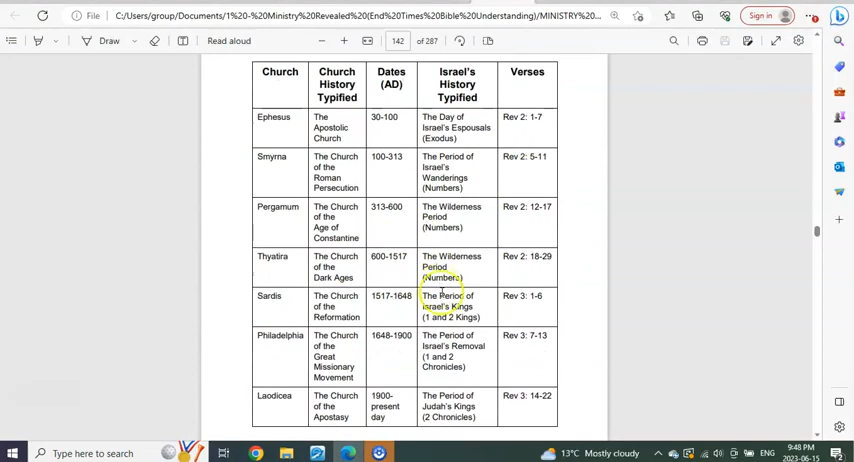 File
C:/Users/group/Documents/1%20-%20Ministry%20Revealed%20(End%20Times%20Bible%20Understanding)/MINISTRY%20...
Sign in
Draw
Read aloud
142 of 287
Church
Church History Typified
Dates (AD)
Israel's History Typified
Verses
Ephesus
The
Apostolic
Church
30-100
The Day of
Israel's Espousals
(Exodus)
Rev 2: 1-7
Smyrna
The Church
of the
Roman
Persecution
100-313
The Period of
Israel's
Wanderings
(Numbers)
Rev 2: 5-11
Pergamum
The Church
of the
Age of
Constantine
313-600
The Wilderness
Period
(Numbers)
Rev 2: 12-17
Thyatira
The Church
of the
Dark Ages
600-1517
The Wilderness
Period
(Numbers)
Rev 2: 18-29
Sardis
The Church
of the
Reformation
1517-1648
The Period of
Israel's Kings
(1 and 2 Kings)
Rev 3: 1-6
Philadelphia
The Church
of the
Great
Missionary
Movement
1648-1900
The Period of
Israel's Removal
(1 and 2
Chronicles)
Rev 3: 7-13
Laodicea
The Church
of the
Apostasy
1900-
present
day
The Period of
Judah's Kings
(2 Chronicles)
Rev 3: 14-22
Type here to search
13°C Mostly cloudy
ENG
9:48 PM
2023-06-15